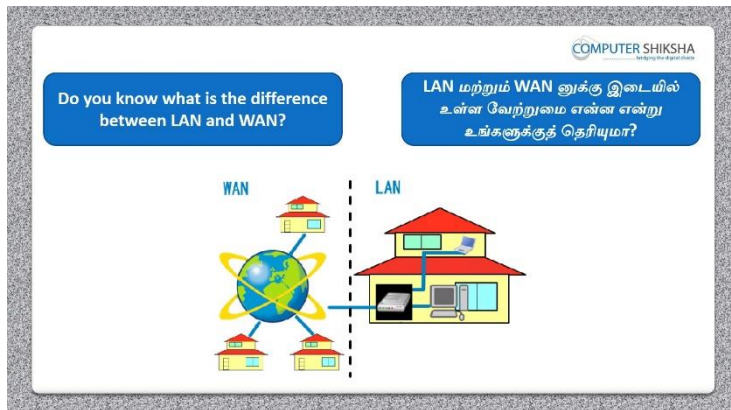 COMPUTER SHIKSHA
bridging the digital divide
Do you know what is the difference
between LAN and WAN?
LAN மற்றும் WAN னுக்கு இடையில்
உள்ள வேற்றுமை என்ன என்று
உங்களுக்குத் தெரியுமா?
WAN
LAN